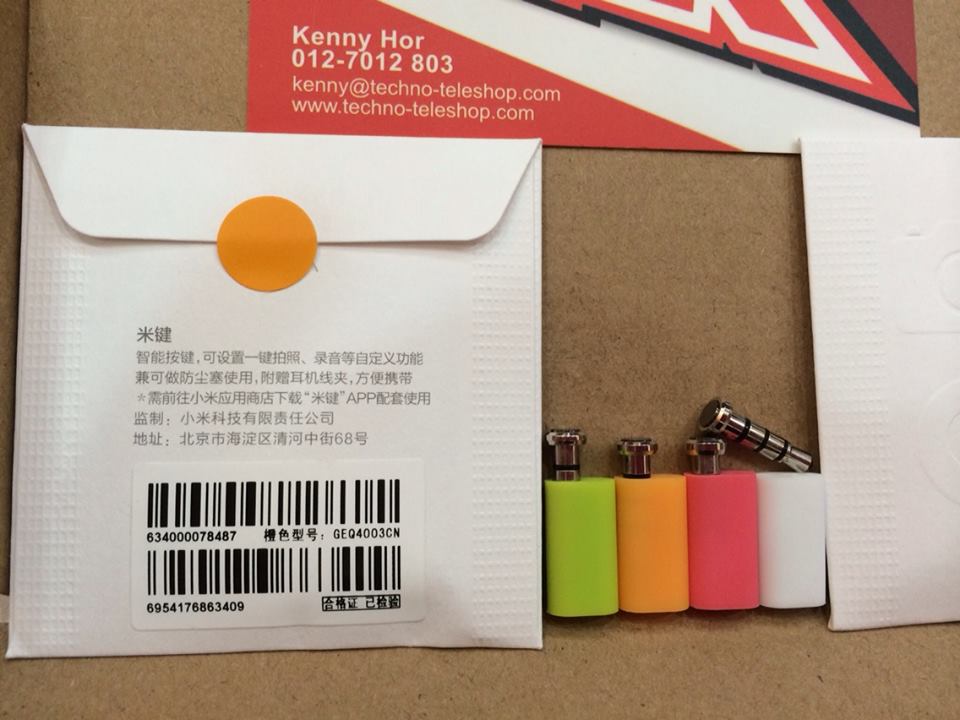 Kenny Hor
012-7012 803
kenny@techno-teleshop.com
www.techno-teleshop.com
米键
智能按键,可设置一键拍照、录音等自定义功能
兼可做防尘塞使用,附赠耳机线夹,方便携带
*需前往小米应用商店下载“米键”APP配套使用
监制：小米科技有限责任公司
地址：北京市海淀区清河中街68号
634000078487 橙色型号：GEQ4003CN
6954176863409 合格证 已检验